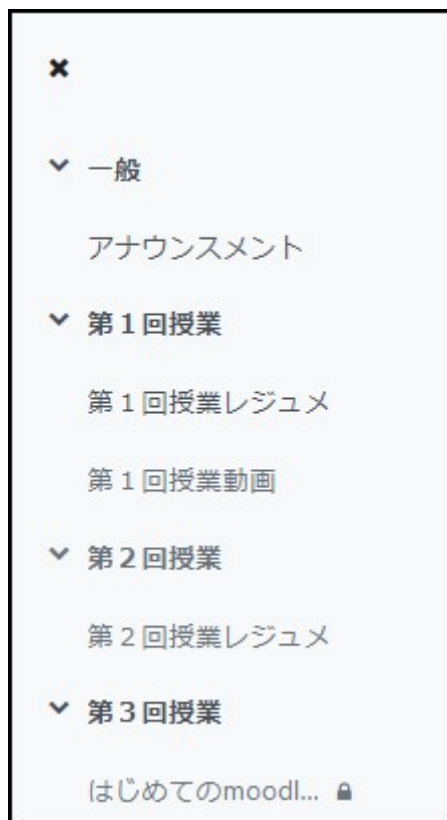 一般
アナウンスメント
第１回授業
第１回授業レジュメ
第１回授業動画
第２回授業
第２回授業レジュメ
第３回授業
はじめてのmoodl...